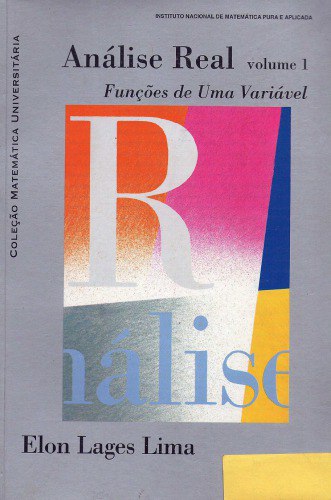 INSTITUTO NACIONAL DE MATEMÁTICA PURA E APLICADA
Análise Real volume 1
Funções de Uma Variável
COLEÇÃO MATEMÁTICA UNIVERSITÁRIA
R
nálise
Elon Lages Lima